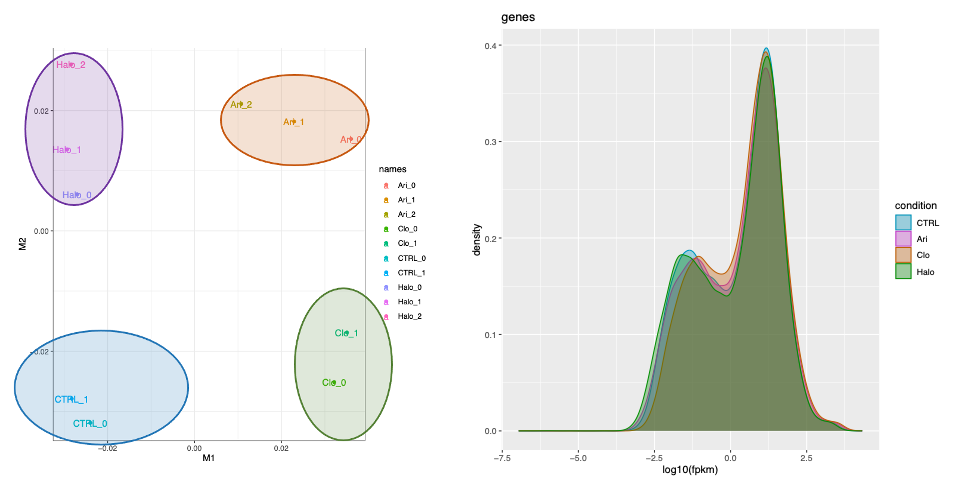 Halo_2
Halo_1
Halo_0
Ari_2
Ari_1
Ari_0
Clo_1
Clo_0
CTRL_1
CTRL_0
0.02
0.00
−0.02
M2
−0.02
0.00
0.02
M1
names
Ari_0
Ari_1
Ari_2
Clo_0
Clo_1
CTRL_0
CTRL_1
Halo_0
Halo_1
Halo_2
genes
0.4
0.3
0.2
0.1
0.0
density
−7.5
−5.0
−2.5
0.0
2.5
log10(fpkm)
condition
CTRL
Ari
Clo
Halo